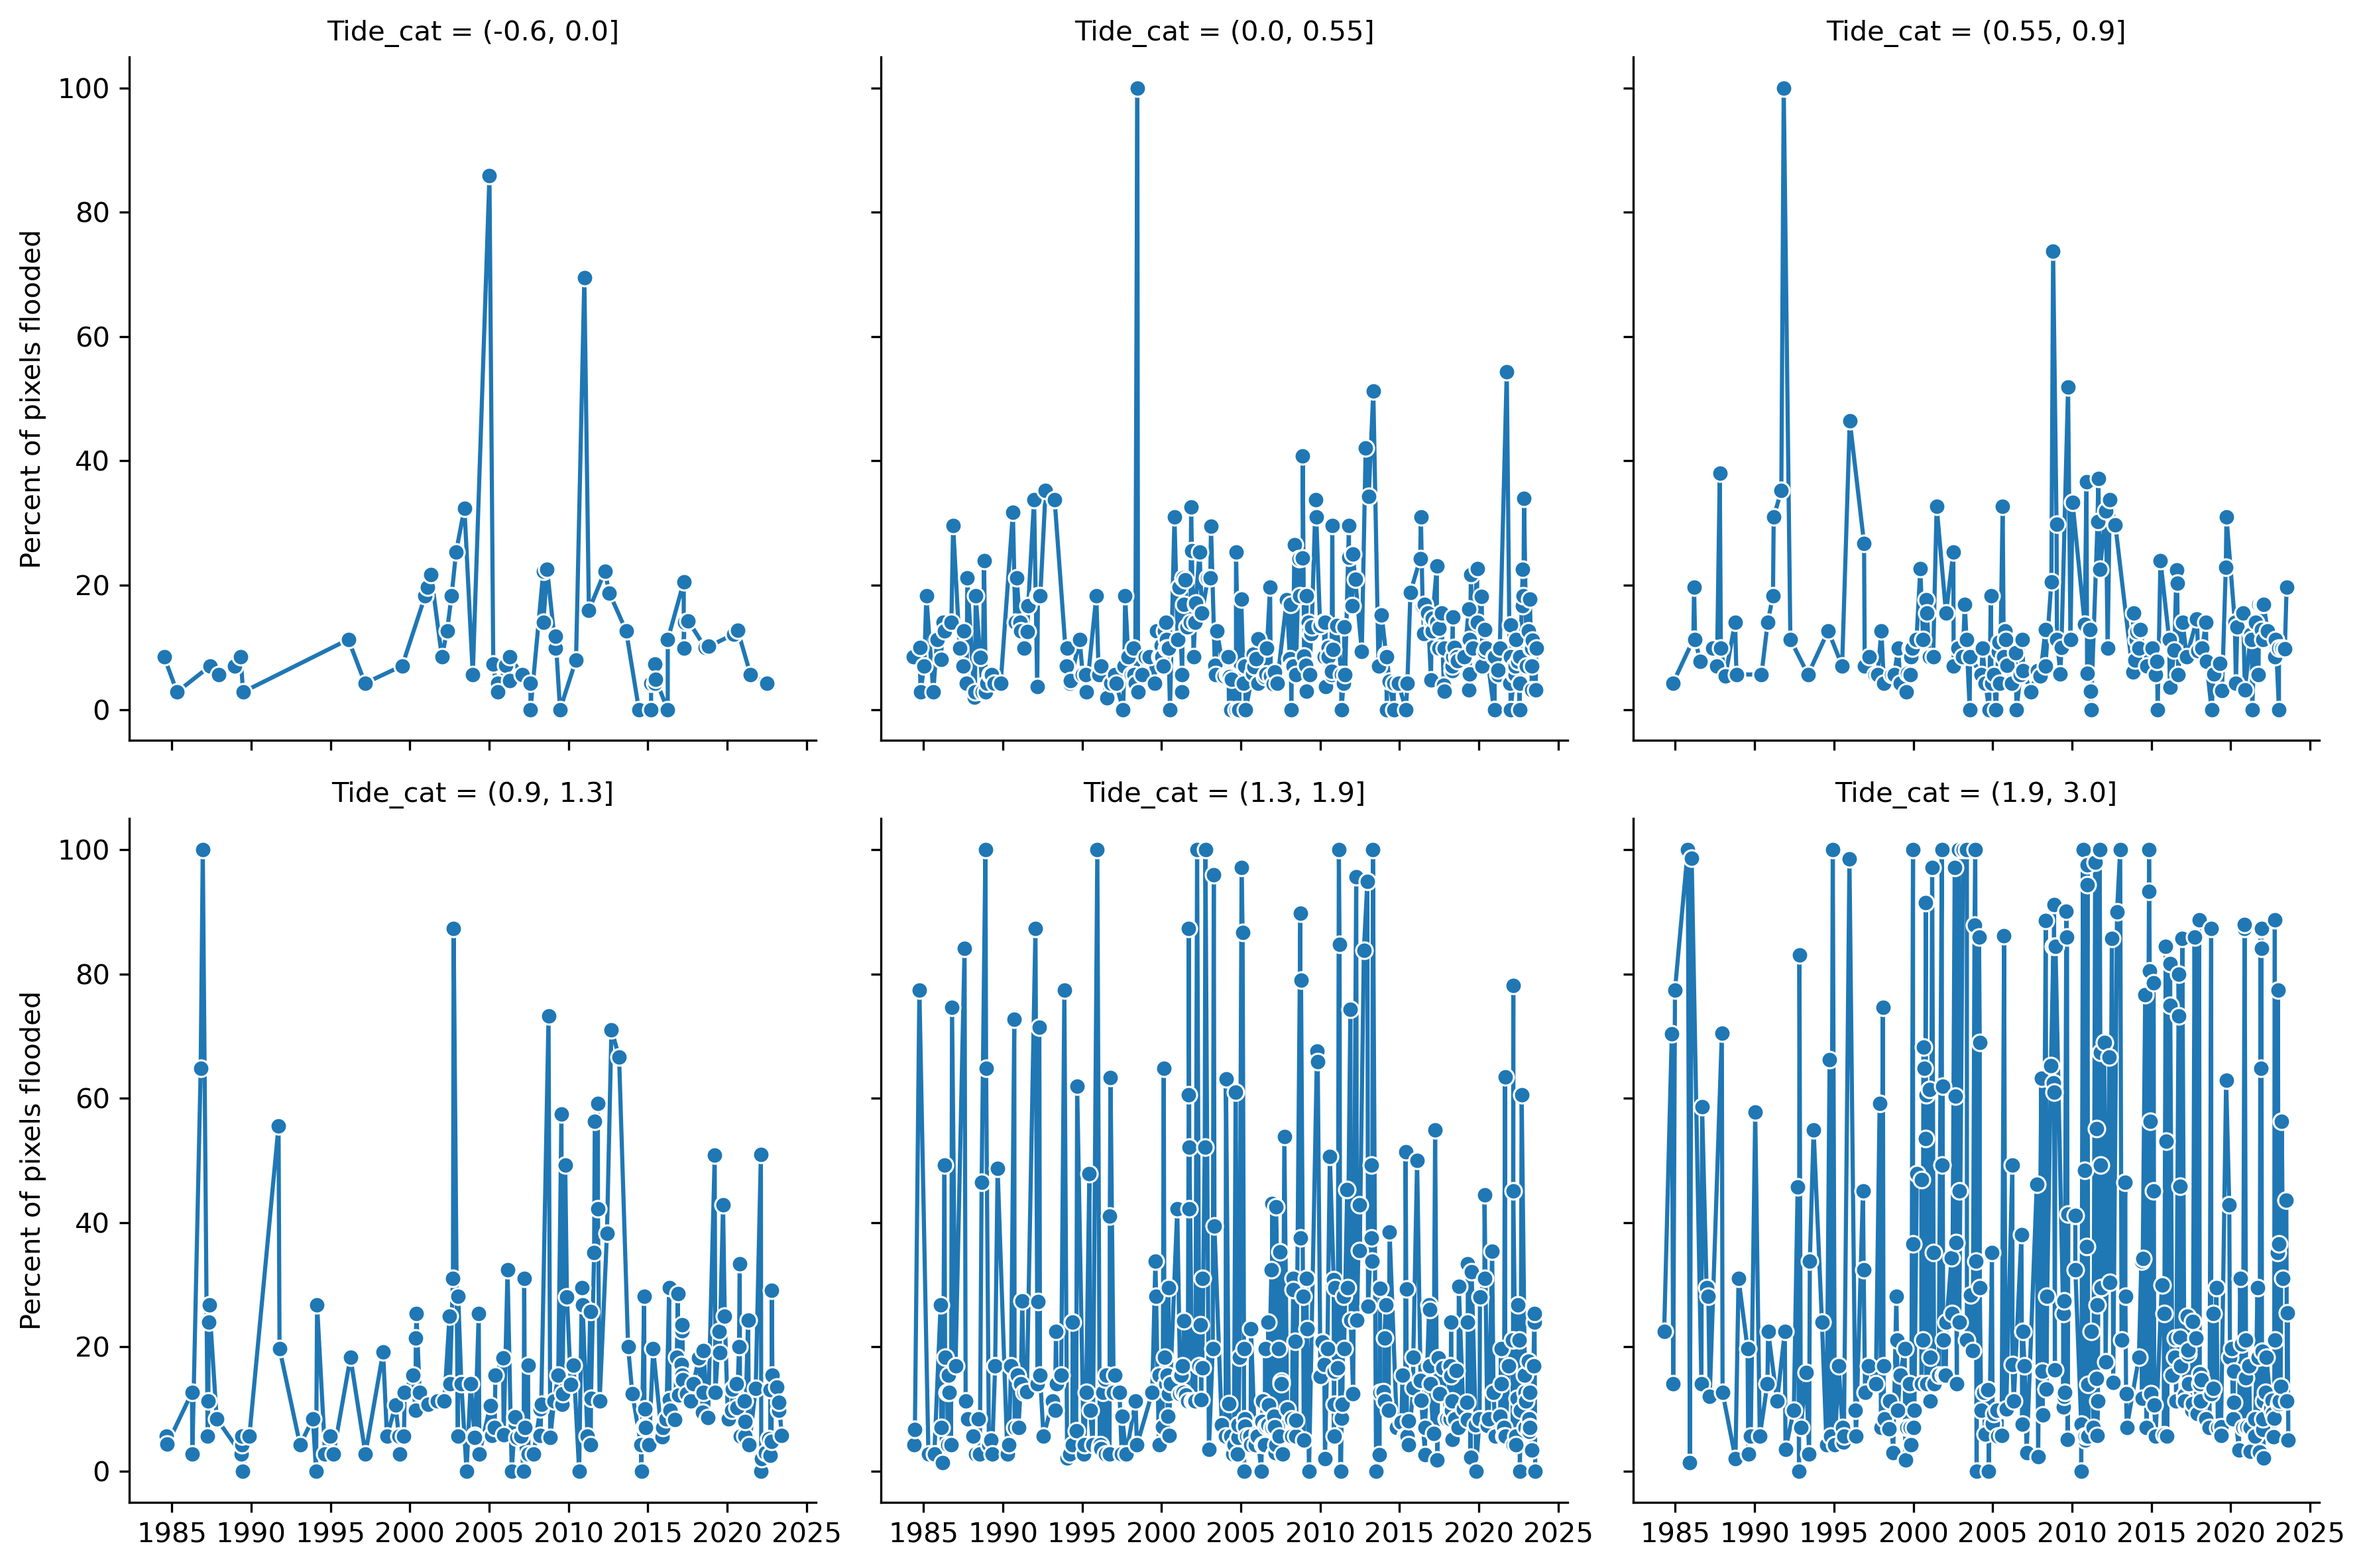 Tide_cat = (-0.6, 0.0]
Tide_cat = (0.0, 0.55]
Tide_cat = (0.55, 0.9]
Percent of pixels flooded
100
80
60
40
20
0
Tide_cat = (0.9, 1.3]
Tide_cat = (1.3, 1.9]
Tide_cat = (1.9, 3.0]
Percent of pixels flooded
100
80
60
40
20
0
1985 1990 1995 2000 2005 2010 2015 2020 2025
1985 1990 1995 2000 2005 2010 2015 2020 2025
1985 1990 1995 2000 2005 2010 2015 2020 2025